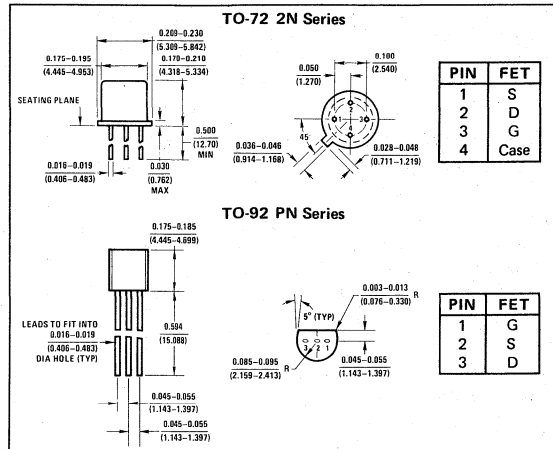 TO-72 2N Series
0.209–0.230
(5.309–5.842)
0.175–0.195
(4.445–4.953)
0.170–0.210
(4.318–5.334)
SEATING PLANE
0.500
(12.70)
MIN
0.016–0.019
(0.406–0.483)
0.030
(0.762)
MAX
0.100
(2.540)
0.050
(1.270)
2
1
3
4
45°
0.036–0.046
(0.914–1.168)
0.028–0.048
(0.711–1.219)
PIN FET
1 S
2 D
3 G
4 Case
TO-92 PN Series
0.175–0.185
(4.445–4.699)
LEADS TO FIT INTO
0.016–0.019
(0.406–0.483)
DIA HOLE (TYP)
0.594
(15.088)
0.045–0.055
(1.143–1.397)
0.045–0.055
(1.143–1.397)
0.003–0.013
(0.076–0.330) R
5° (TYP)
3 2 1
0.085–0.095
(2.159–2.413) R
0.045–0.055
(1.143–1.397)
PIN FET
1 G
2 S
3 D